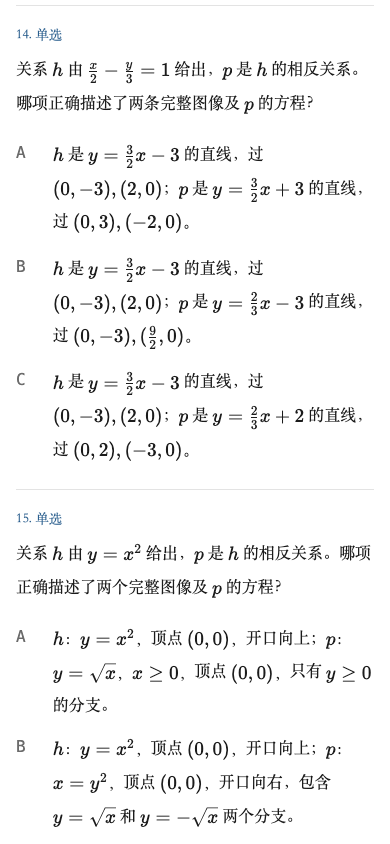 14. 单选
关系 h 由 x/2 − y/3 = 1 给出，p 是 h 的相反关系。
哪项正确描述了两条完整图像及 p 的方程？
A h 是 y = 3/2 x − 3 的直线，过
(0, −3), (2, 0)；p 是 y = 3/2 x + 3 的直线，
过 (0, 3), (−2, 0)。
B h 是 y = 3/2 x − 3 的直线，过
(0, −3), (2, 0)；p 是 y = 2/3 x − 3 的直线，
过 (0, −3), (9/2, 0)。
C h 是 y = 3/2 x − 3 的直线，过
(0, −3), (2, 0)；p 是 y = 2/3 x + 2 的直线，
过 (0, 2), (−3, 0)。
15. 单选
关系 h 由 y = x² 给出，p 是 h 的相反关系。哪项
正确描述了两个完整图像及 p 的方程？
A h：y = x²，顶点 (0, 0)，开口向上；p：
y = √x，x ≥ 0，顶点 (0, 0)，只有 y ≥ 0
的分支。
B h：y = x²，顶点 (0, 0)，开口向上；p：
x = y²，顶点 (0, 0)，开口向右，包含
y = √x 和 y = −√x 两个分支。